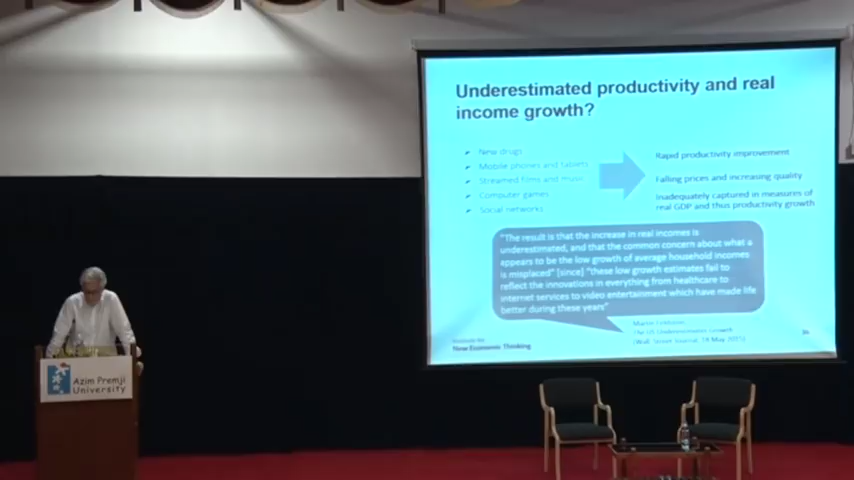 Underestimated productivity and real
income growth?
New drugs
Mobile phones and tablets
Streamed films and music
Computer games
Social networks
Rapid productivity improvement
Falling prices and increasing quality
Inadequately captured in measures of
real GDP and thus productivity growth
"The result is that the increase in real incomes is
underestimated, and that the common concern about what a
appears to be the low growth of average household incomes
is misplaced" [since] "these low growth estimates fail to
reflect the innovations in everything from healthcare to
internet services to video entertainment which have made life
better during these years"
The US Underestimates Growth
(Wall Street Journal, 18 May 2015)
New Economic Thinking
36
Azim Premji
University